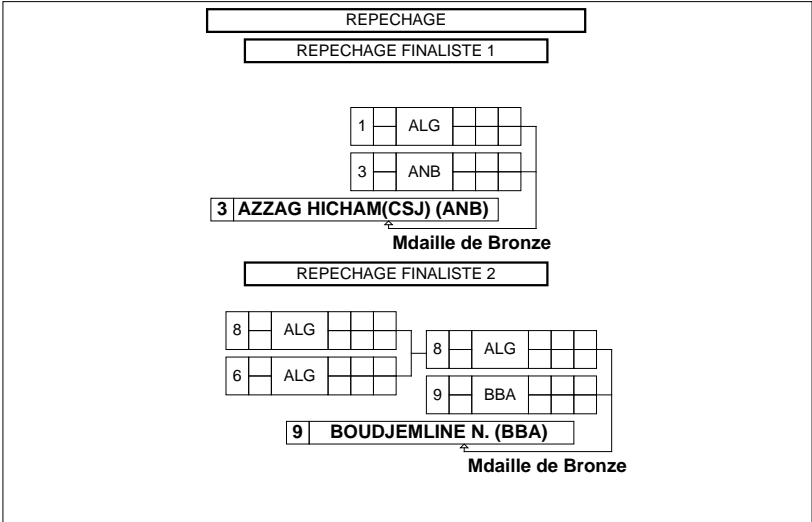 REPECHAGE
REPECHAGE FINALISTE 1
1 ALG
3 ANB
3 AZZAG HICHAM(CSJ) (ANB)
Mdaille de Bronze
REPECHAGE FINALISTE 2
8 ALG
8 ALG
6 ALG
9 BBA
9 BOUDJEMLINE N. (BBA)
Mdaille de Bronze